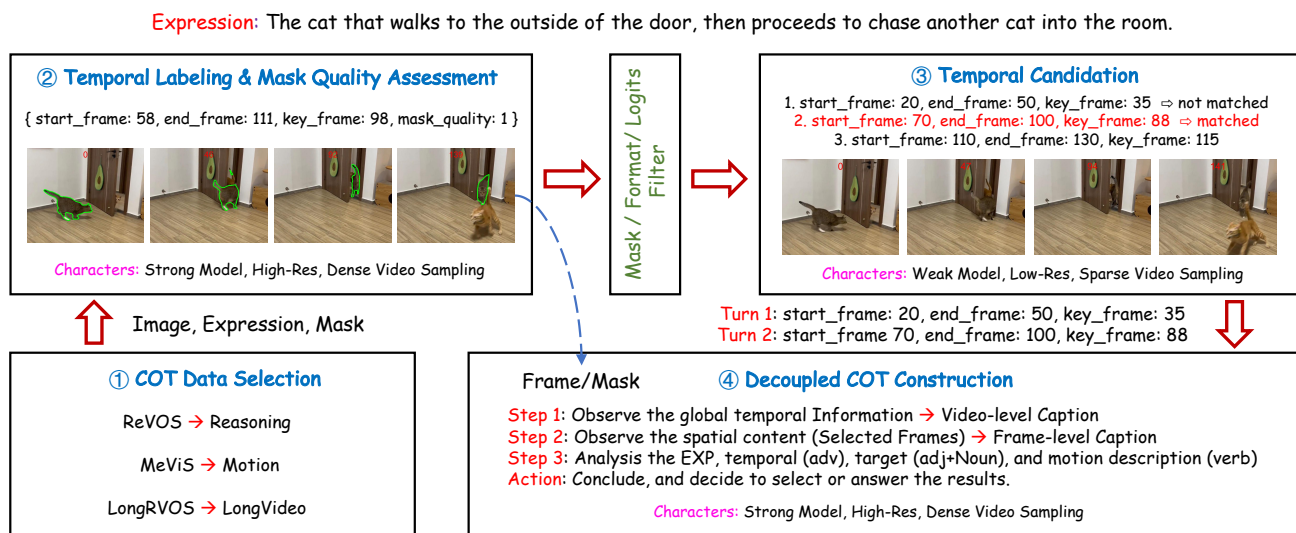 Expression: The cat that walks to the outside of the door, then proceeds to chase another cat into the room.
② Temporal Labeling & Mask Quality Assessment
{ start_frame: 58, end_frame: 111, key_frame: 98, mask_quality: 1 }
Characters: Strong Model, High-Res, Dense Video Sampling
Mask / Format/ Logits
Filter
③ Temporal Candidation
1. start_frame: 20, end_frame: 50, key_frame: 35 ⇨ not matched
2. start_frame: 70, end_frame: 100, key_frame: 88 ⇨ matched
3. start_frame: 110, end_frame: 130, key_frame: 115
Characters: Weak Model, Low-Res, Sparse Video Sampling
Image, Expression, Mask
Turn 1: start_frame: 20, end_frame: 50, key_frame: 35
Turn 2: start_frame 70, end_frame: 100, key_frame: 88
① COT Data Selection
ReVOS → Reasoning
MeViS → Motion
LongRVOS → LongVideo
Frame/Mask
④ Decoupled COT Construction
Step 1: Observe the global temporal Information → Video-level Caption
Step 2: Observe the spatial content (Selected Frames) → Frame-level Caption
Step 3: Analysis the EXP, temporal (adv), target (adj+Noun), and motion description (verb)
Action: Conclude, and decide to select or answer the results.
Characters: Strong Model, High-Res, Dense Video Sampling